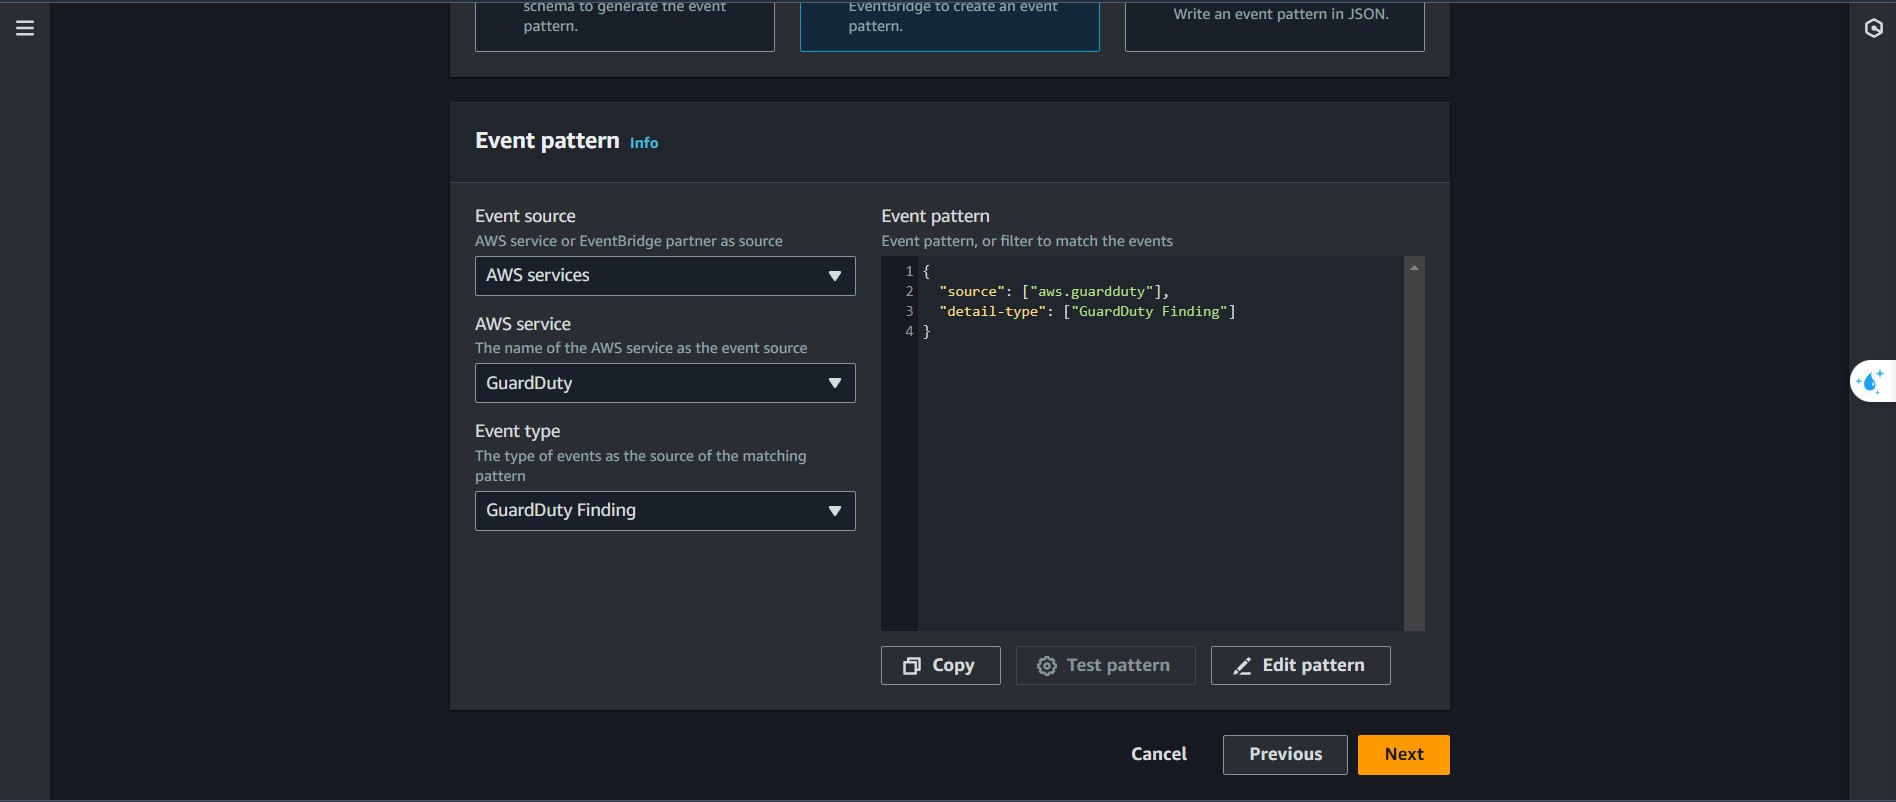 schema to generate the event
pattern.
EventBridge to create an event
pattern.
Write an event pattern in JSON.
Event pattern Info
Event source
AWS service or EventBridge partner as source
AWS services
AWS service
The name of the AWS service as the event source
GuardDuty
Event type
The type of events as the source of the matching
pattern
GuardDuty Finding
Event pattern
Event pattern, or filter to match the events
1 {
2 "source": ["aws.guardduty"],
3 "detail-type": ["GuardDuty Finding"]
4 }
Copy
Test pattern
Edit pattern
Cancel
Previous
Next